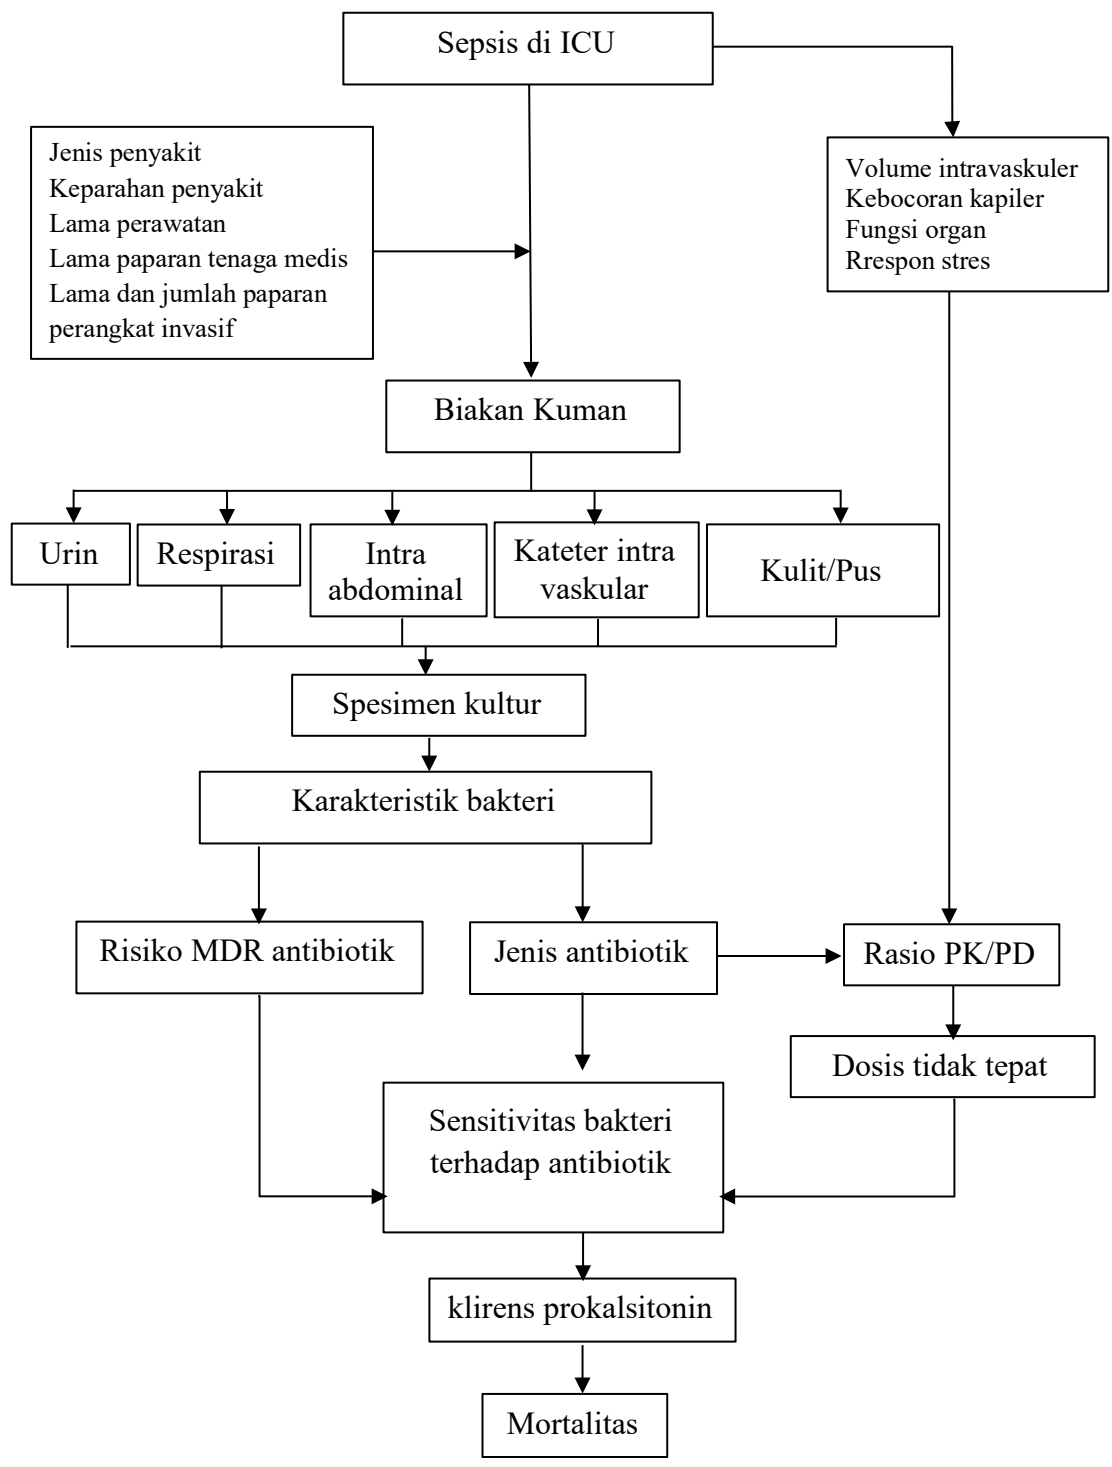 Sepsis di ICU
Jenis penyakit
Keparahan penyakit
Lama perawatan
Lama paparan tenaga medis
Lama dan jumlah paparan
perangkat invasif
Volume intravaskuler
Kebocoran kapiler
Fungsi organ
Rrespon stres
Biakan Kuman
Urin
Respirasi
Intra
abdominal
Kateter intra
vaskular
Kulit/Pus
Spesimen kultur
Karakteristik bakteri
Risiko MDR antibiotik
Jenis antibiotik
Rasio PK/PD
Dosis tidak tepat
Sensitivitas bakteri
terhadap antibiotik
klirens prokalsitonin
Mortalitas